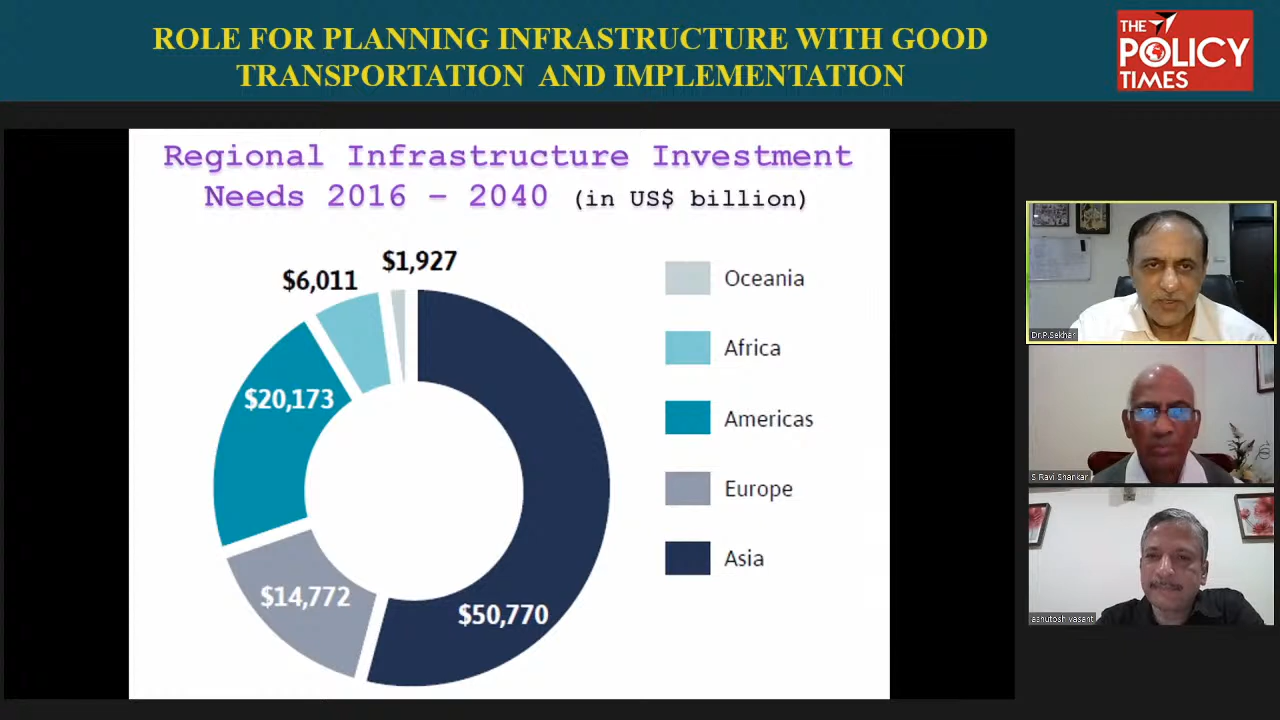 ROLE FOR PLANNING INFRASTRUCTURE WITH GOOD
TRANSPORTATION AND IMPLEMENTATION
THE
POLICY
TIMES
Regional Infrastructure Investment
Needs 2016 – 2040 (in US$ billion)
$1,927
$6,011
$20,173
$14,772
$50,770
Oceania
Africa
Americas
Europe
Asia
Dr.P.Sekhar
S Ravi Shankar
ashutosh vasant